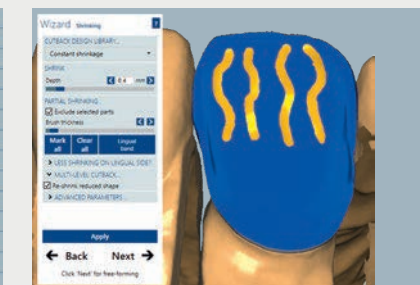 Wizard Shrinking
?
CUTBACK DESIGN LIBRARY...
Constant shrinkage
SHRINK
Depth 0.4 mm
PARTIAL SHRINKING...
Exclude selected parts
Brush thickness
Mark all
Clear all
Lingual band
LESS SHRINKING ON LINGUAL SIDE?
MULTI-LEVEL CUTBACK...
Re-shrink reduced shape
ADVANCED PARAMETERS...
Apply
Back Next
Click 'Next' for free-forming